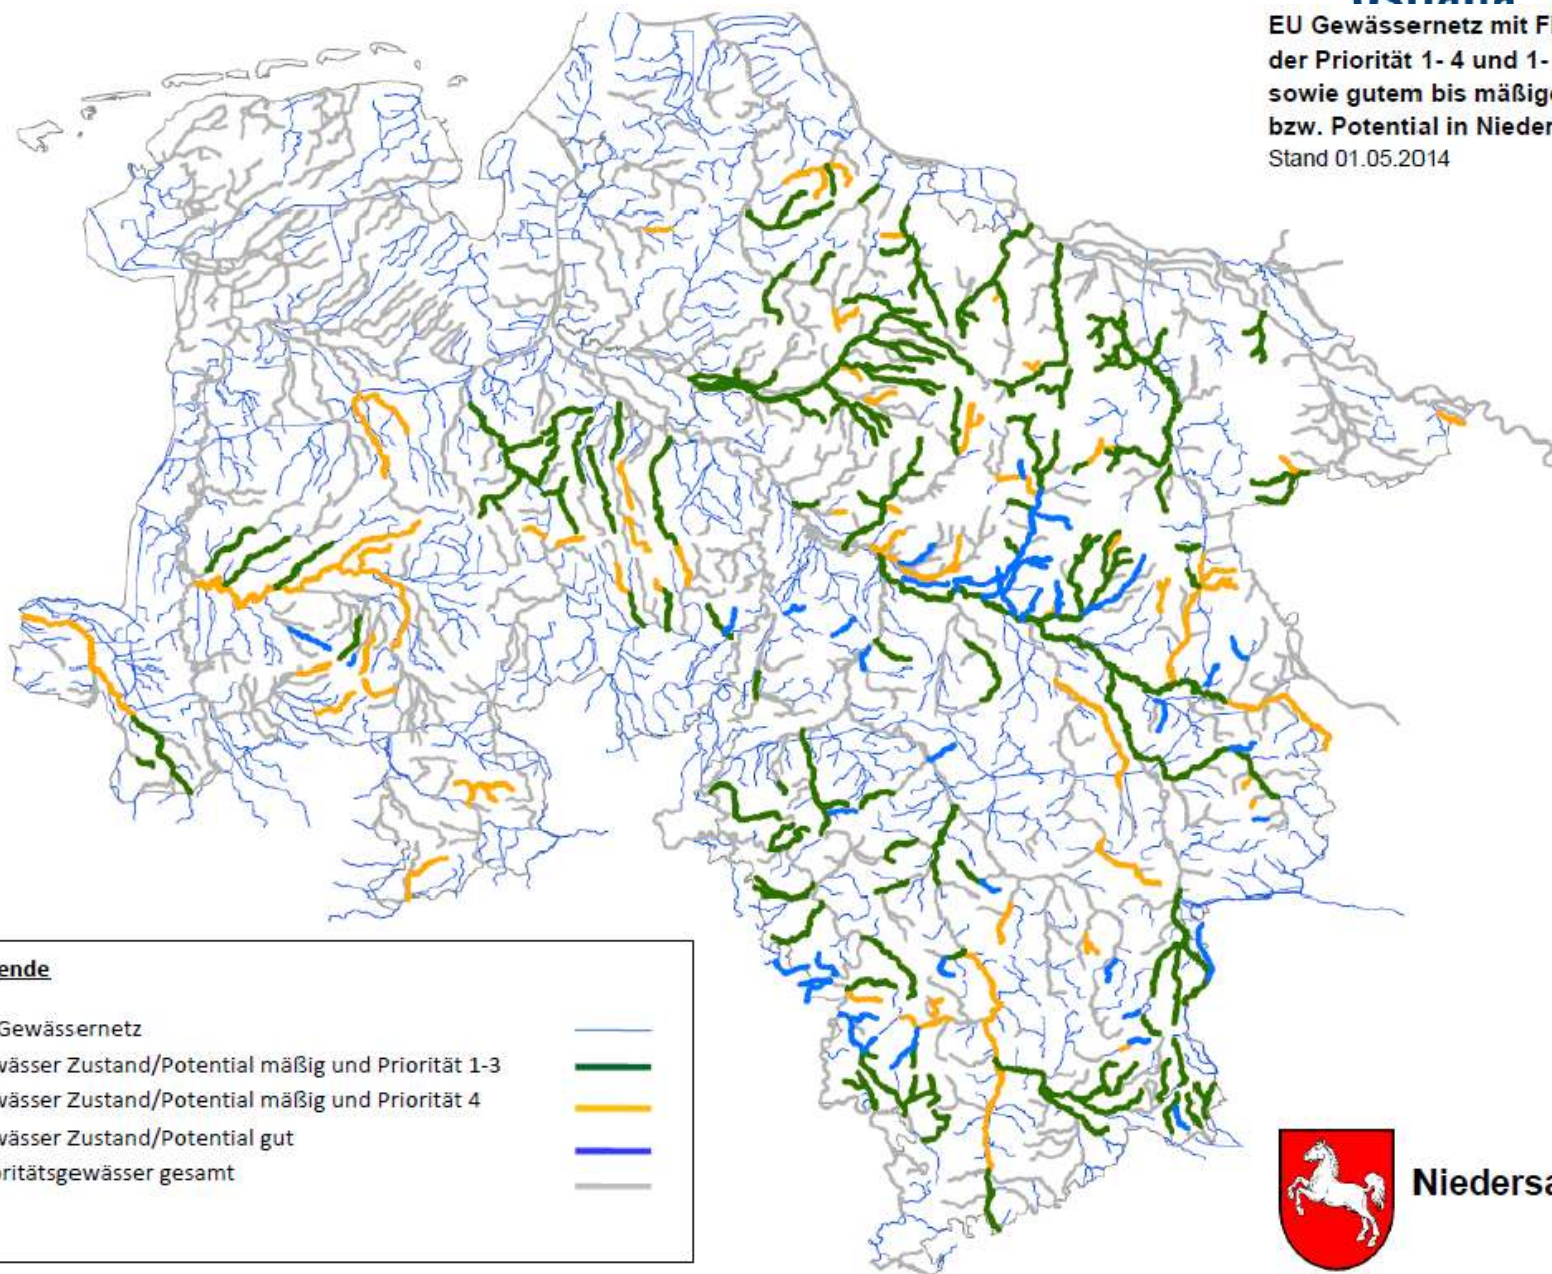 EU Gewässernetz mit Fl
der Priorität 1- 4 und 1-
sowie gutem bis mäßige
bzw. Potential in Nieder
Stand 01.05.2014
ende
Gewässernetz
wässer Zustand/Potential mäßig und Priorität 1-3
wässer Zustand/Potential mäßig und Priorität 4
wässer Zustand/Potential gut
oritätsgewässer gesamt
Niedersa